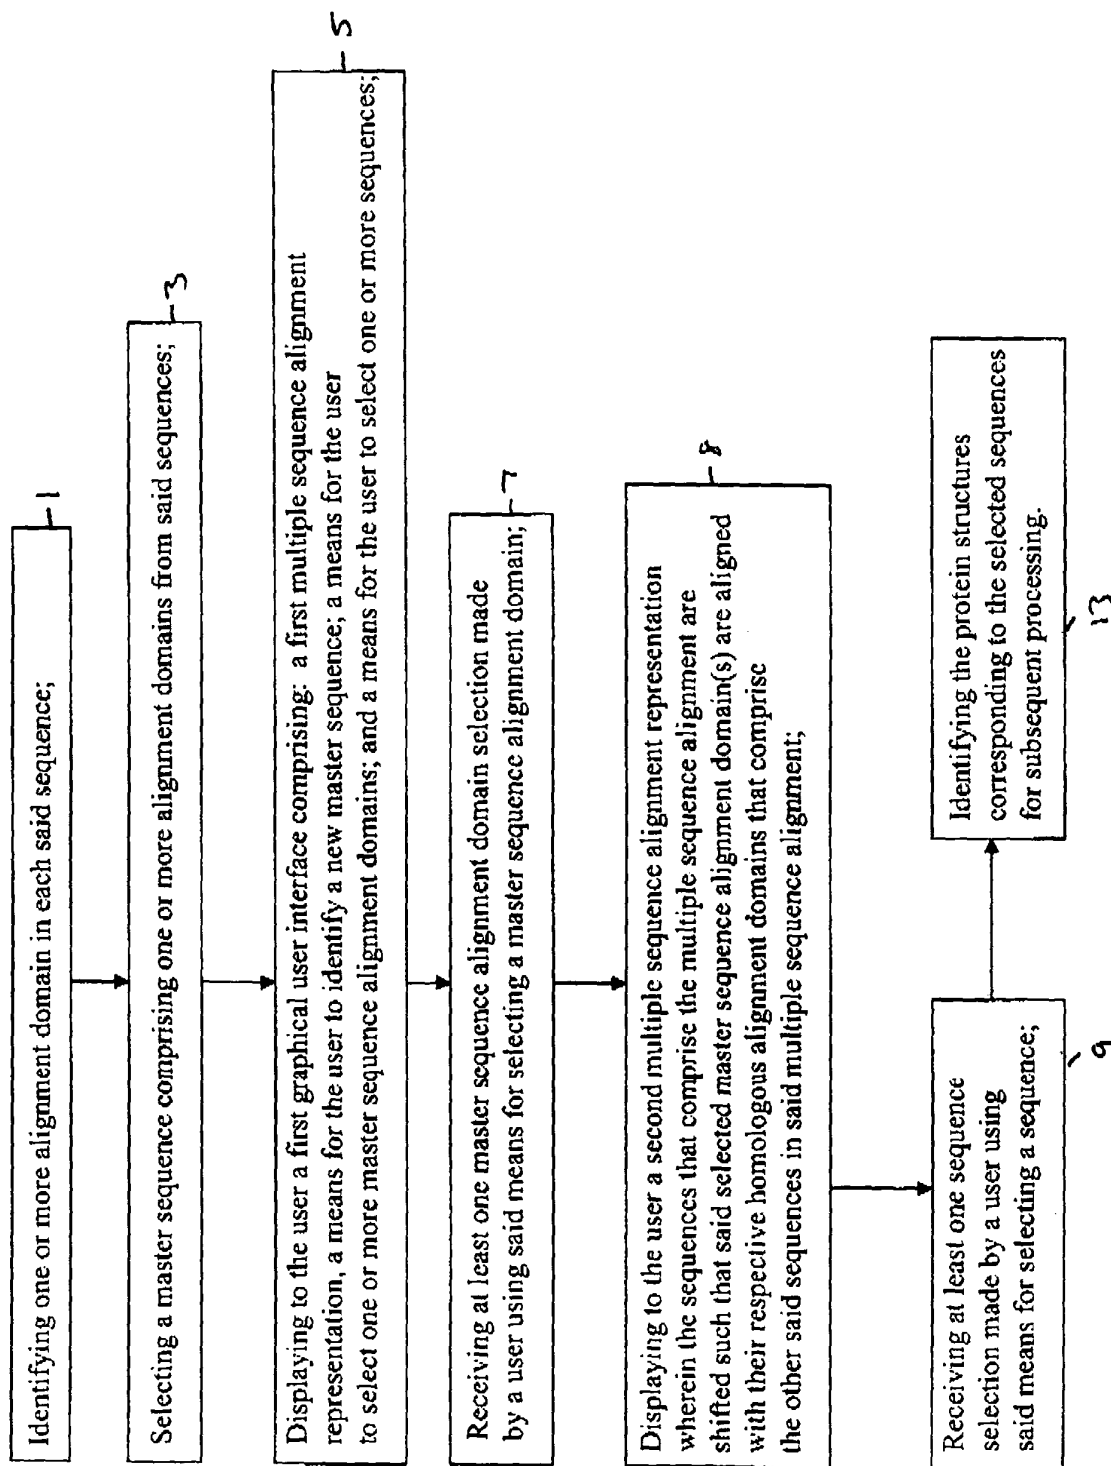 Identifying one or more alignment domain in each said sequence;
1
Selecting a master sequence comprising one or more alignment domains from said sequences;
3
Displaying to the user a first graphical user interface comprising: a first multiple sequence alignment
representation, a means for the user to identify a new master sequence; a means for the user
to select one or more master sequence alignment domains; and a means for the user to select one or more sequences;
5
Receiving at least one master sequence alignment domain selection made
by a user using said means for selecting a master sequence alignment domain;
7
Displaying to the user a second multiple sequence alignment representation
wherein the sequences that comprise the multiple sequence alignment are
shifted such that said selected master sequence alignment domain(s) are aligned
with their respective homologous alignment domains that comprise
the other said sequences in said multiple sequence alignment;
8
Receiving at least one sequence
selection made by a user using
said means for selecting a sequence;
9
Identifying the protein structures
corresponding to the selected sequences
for subsequent processing.
13